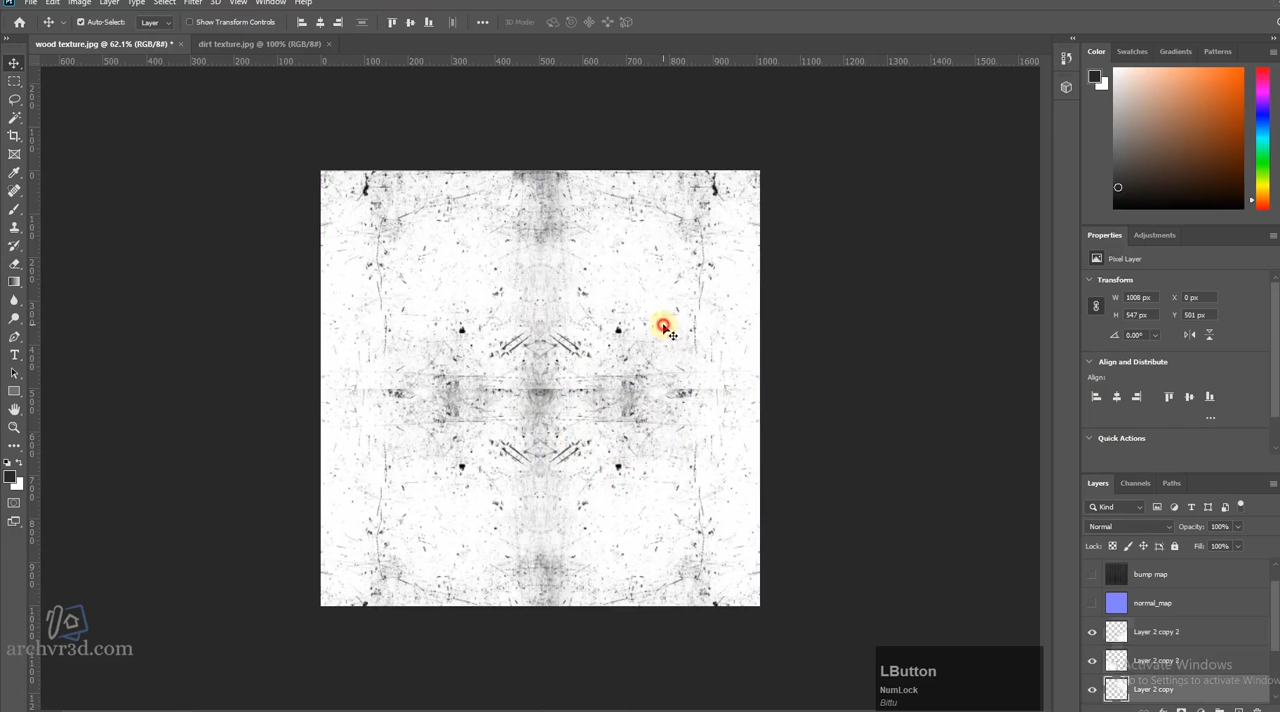 File Edit Image Layer Type Select Filter 3D View Window Help
Auto-Select: Layer Show Transform Controls 3D Mode:
wood texture.jpg @ 62.1% (RGB/8#) * × dirt texture.jpg @ 100% (RGB/8#) ×
600 500 400 300 200 100 0 100 200 300 400 500 600 700 800 900 1000 1100 1200 1300 1400 1500 1600
Color Swatches Gradients Patterns
Properties Adjustments
Pixel Layer
Transform
W 1008 px X 0 px
H 547 px Y 501 px
0.00°
Align and Distribute
Align:
Quick Actions
Layers Channels Paths
Kind
Normal Opacity: 100%
Lock: Fill: 100%
bump map
normal_map
Layer 2 copy 2
Layer 2 copy 2
Activate Windows
to Settings to activate Windows
Layer 2 copy
LButton
NumLock
Bittu
archvr3d.com